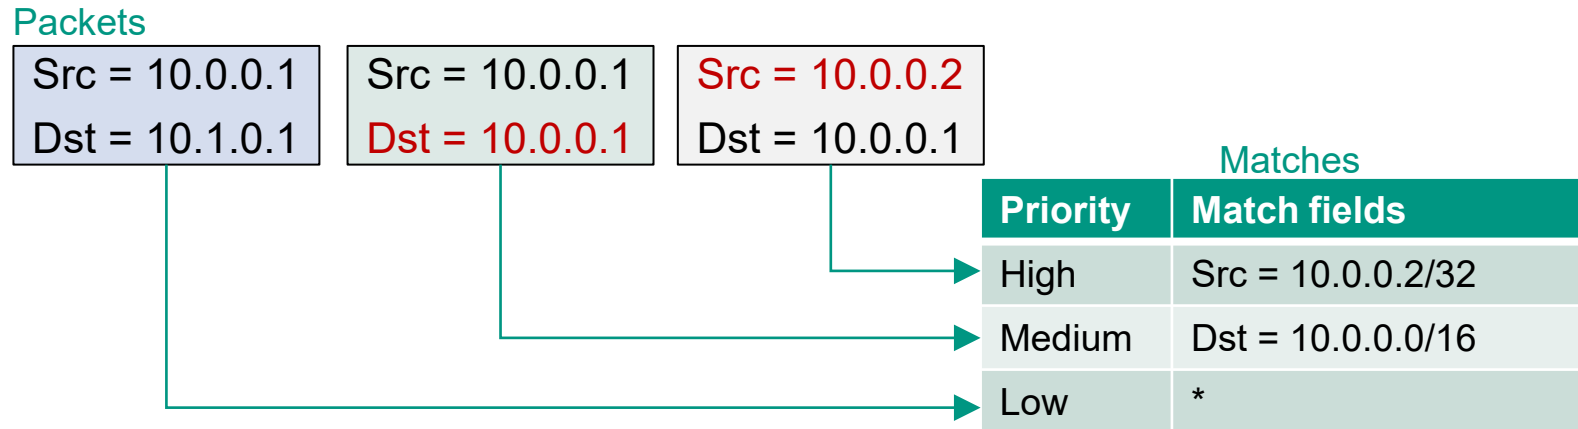 Packets
Src = 10.0.0.1
Dst = 10.1.0.1
Src = 10.0.0.1
Dst = 10.0.0.1
Src = 10.0.0.2
Dst = 10.0.0.1
Matches
Priority Match fields
High Src = 10.0.0.2/32
Medium Dst = 10.0.0.0/16
Low *